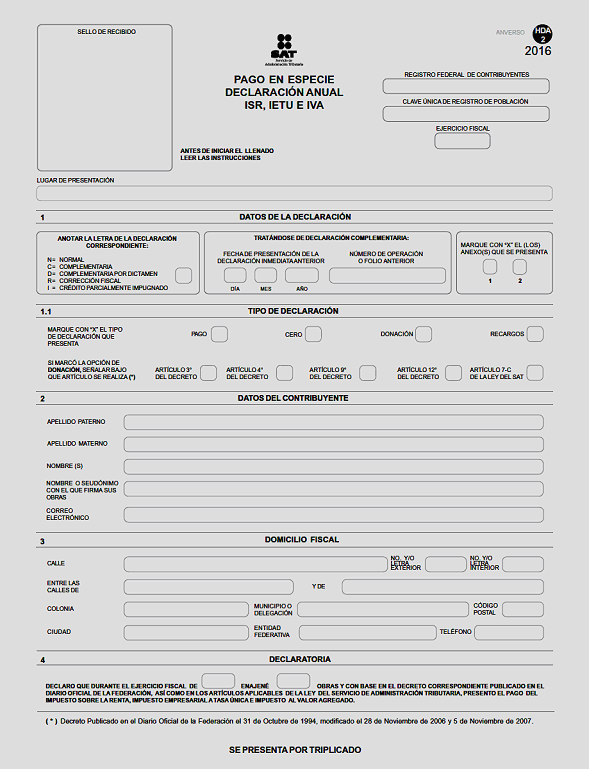 SELLO DE RECIBIDO
ANVERSO
HDA
2
2016
SAT
Servicio de
Administración Tributaria
PAGO EN ESPECIE
DECLARACIÓN ANUAL
ISR, IETU E IVA
REGISTRO FEDERAL DE CONTRIBUYENTES
CLAVE ÚNICA DE REGISTRO DE POBLACIÓN
EJERCICIO FISCAL
ANTES DE INICIAR EL LLENADO
LEER LAS INSTRUCCIONES
LUGAR DE PRESENTACIÓN
1 DATOS DE LA DECLARACIÓN
ANOTAR LA LETRA DE LA DECLARACIÓN
CORRESPONDIENTE:
N= NORMAL
C= COMPLEMENTARIA
D= COMPLEMENTARIA POR DICTAMEN
R= CORRECCIÓN FISCAL
I = CRÉDITO PARCIALMENTE IMPUGNADO
TRATÁNDOSE DE DECLARACIÓN COMPLEMENTARIA:
FECHA DE PRESENTACIÓN DE LA
DECLARACIÓN INMEDIATA ANTERIOR
DÍA MES AÑO
NÚMERO DE OPERACIÓN
O FOLIO ANTERIOR
MARQUE CON "X" EL (LOS)
ANEXO(S) QUE SE PRESENTA
1 2
1.1 TIPO DE DECLARACIÓN
MARQUE CON "X" EL TIPO
DE DECLARACIÓN QUE
PRESENTA
PAGO CERO DONACIÓN RECARGOS
SI MARCÓ LA OPCIÓN DE
DONACIÓN, SEÑALAR BAJO
QUE ARTÍCULO SE REALIZA (*)
ARTÍCULO 3°
DEL DECRETO
ARTÍCULO 4°
DEL DECRETO
ARTÍCULO 9°
DEL DECRETO
ARTÍCULO 12°
DEL DECRETO
ARTÍCULO 7-C
DE LA LEY DEL SAT
2 DATOS DEL CONTRIBUYENTE
APELLIDO PATERNO
APELLIDO MATERNO
NOMBRE (S)
NOMBRE O SEUDÓNIMO
CON EL QUE FIRMA SUS
OBRAS
CORREO
ELECTRÓNICO
3 DOMICILIO FISCAL
CALLE
NO. Y/O
LETRA
EXTERIOR
NO. Y/O
LETRA
INTERIOR
ENTRE LAS
CALLES DE
Y DE
COLONIA
MUNICIPIO O
DELEGACIÓN
CÓDIGO
POSTAL
CIUDAD
ENTIDAD
FEDERATIVA
TELÉFONO
4 DECLARATORIA
DECLARO QUE DURANTE EL EJERCICIO FISCAL DE ENAJENÉ OBRAS Y CON BASE EN EL DECRETO CORRESPONDIENTE PUBLICADO EN EL
DIARIO OFICIAL DE LA FEDERACIÓN, ASÍ COMO EN LOS ARTÍCULOS APLICABLES DE LA LEY DEL SERVICIO DE ADMINISTRACIÓN TRIBUTARIA, PRESENTO EL PAGO DEL
IMPUESTO SOBRE LA RENTA, IMPUESTO EMPRESARIAL A TASA ÚNICA E IMPUESTO AL VALOR AGREGADO.
( * ) Decreto Publicado en el Diario Oficial de la Federación el 31 de Octubre de 1994, modificado el 28 de Noviembre de 2006 y 5 de Noviembre de 2007.
SE PRESENTA POR TRIPLICADO